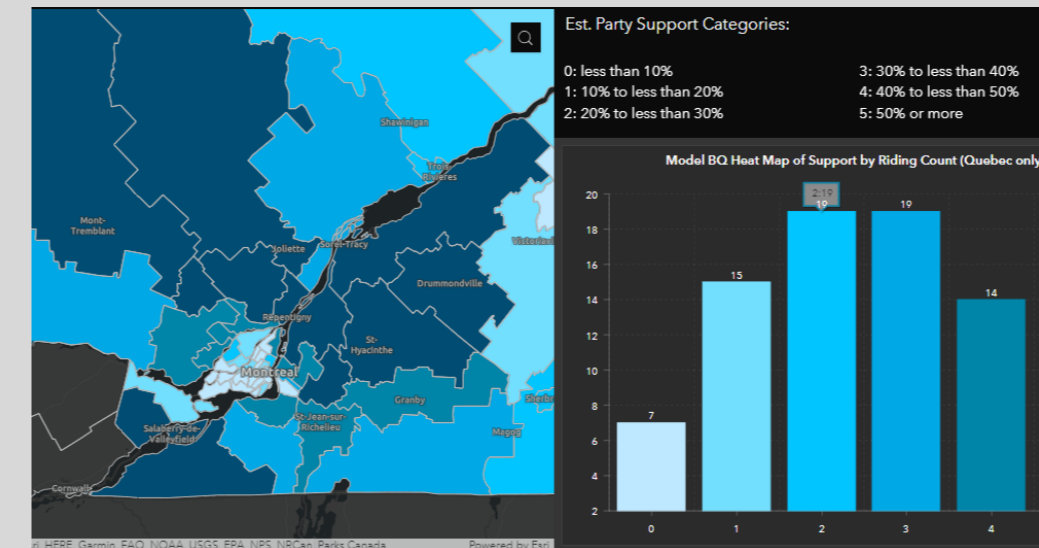 Est. Party Support Categories:
0: less than 10%
1: 10% to less than 20%
2: 20% to less than 30%
3: 30% to less than 40%
4: 40% to less than 50%
5: 50% or more
Model BQ Heat Map of Support by Riding Count (Quebec only
20
18
16
14
12
10
8
6
4
2
7
15
2:19
19
19
14
0
1
2
3
4
Shawinigan
Trois-
Rivieres
Mont-
Tremblant
Joliette
Sorel-Tracy
Drummondville
Repentigny
St-
Hyacinthe
Montreal
Granby
St-Jean-sur-
Richelieu
Magog
Salaberry-de-
Valleyfield
Cornwall
HERE, Garmin, FAO, NOAA, USGS, EPA, NPS, NRCan, Parks Canada
Powered by Esri